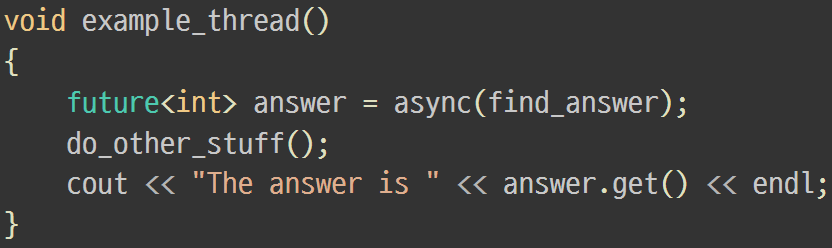 void example_thread()
{
    future<int> answer = async(find_answer);
    do_other_stuff();
    cout << "The answer is " << answer.get() << endl;
}